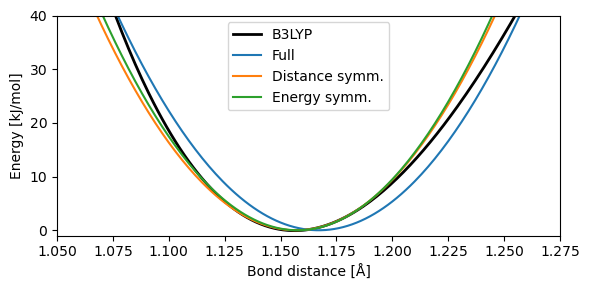 40
30
20
10
0
Energy [kJ/mol]
B3LYP
Full
Distance symm.
Energy symm.
1.050 1.075 1.100 1.125 1.150 1.175 1.200 1.225 1.250 1.275
Bond distance [Å]